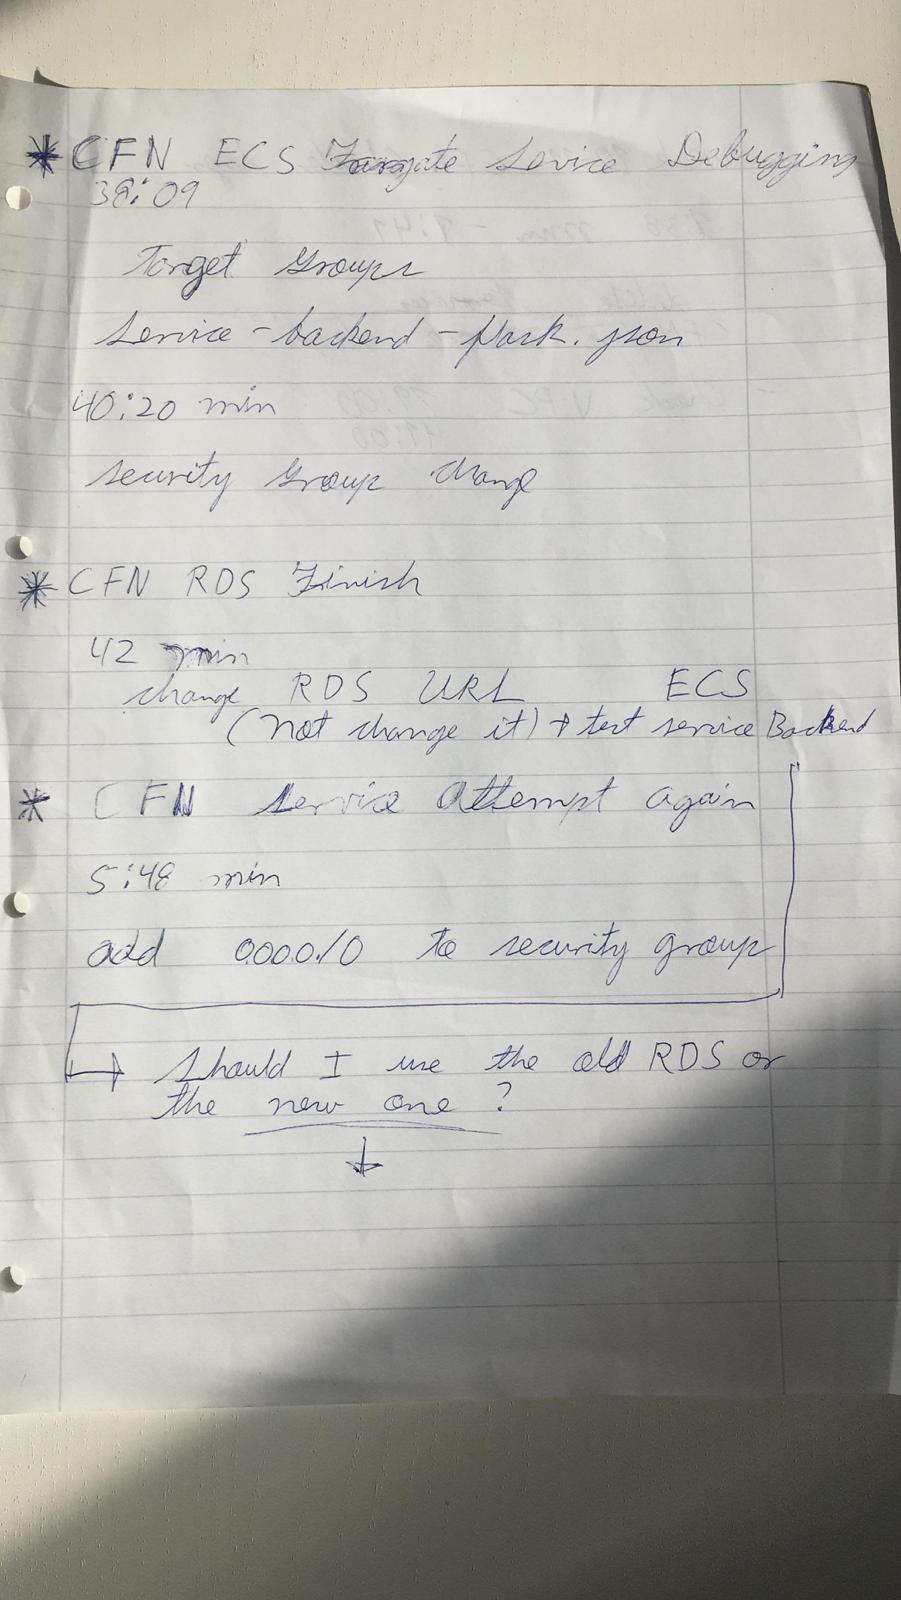 * CFN ECS Fargate Service Debugging
38:09
Target Groups
Service-backend-flask.json
40:20 min
security Group change
* CFN RDS Finish
42 min
change RDS URL ECS
(not change it) → test service Backend
* CFN Service Attempt again
5:48 min
add 0.0.0.0./0 to security group
↳ Should I use the old RDS or
the new one ?
↓